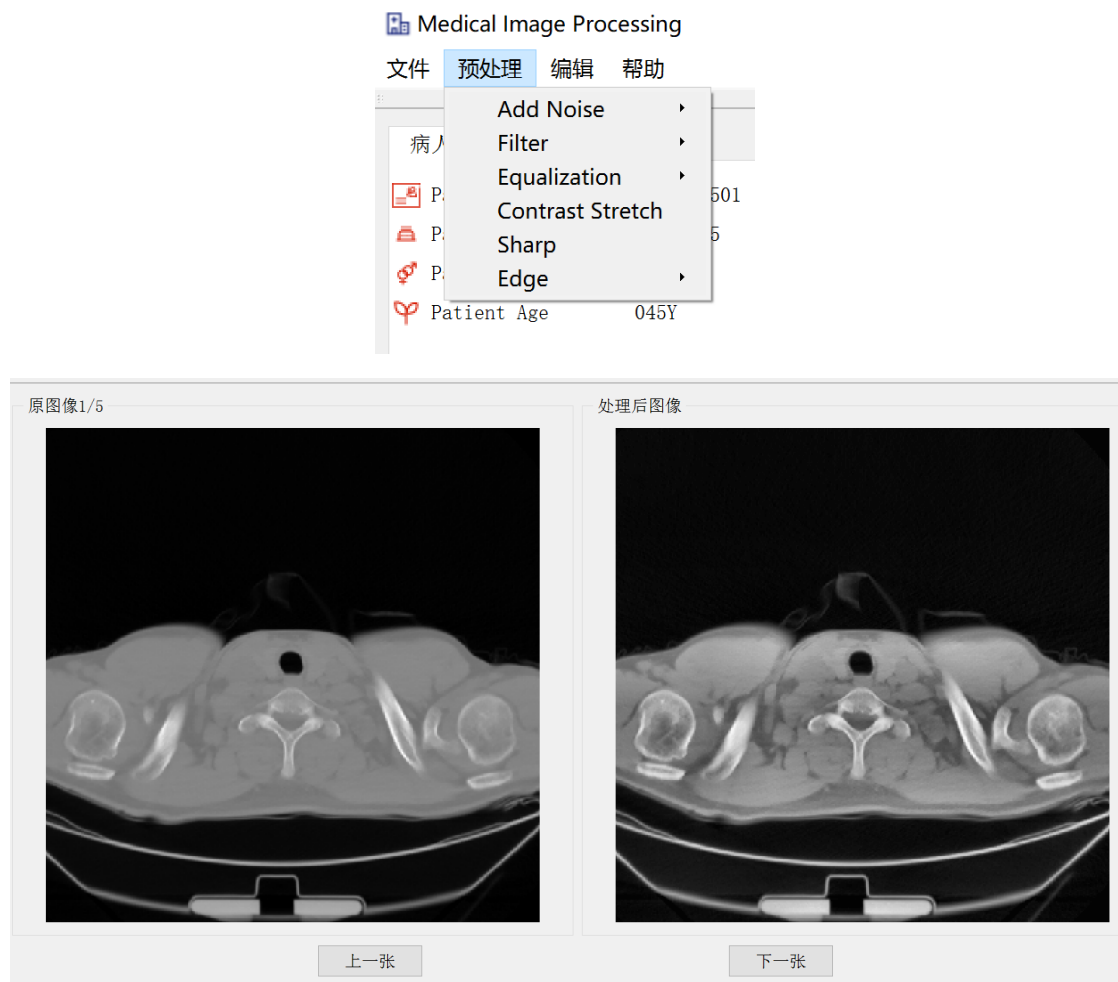 Medical Image Processing
文件 预处理 编辑 帮助
Add Noise
Filter
Equalization
Contrast Stretch
Sharp
Edge
病
501
5
Patient Age 045Y
原图像1/5 处理后图像
上一张 下一张